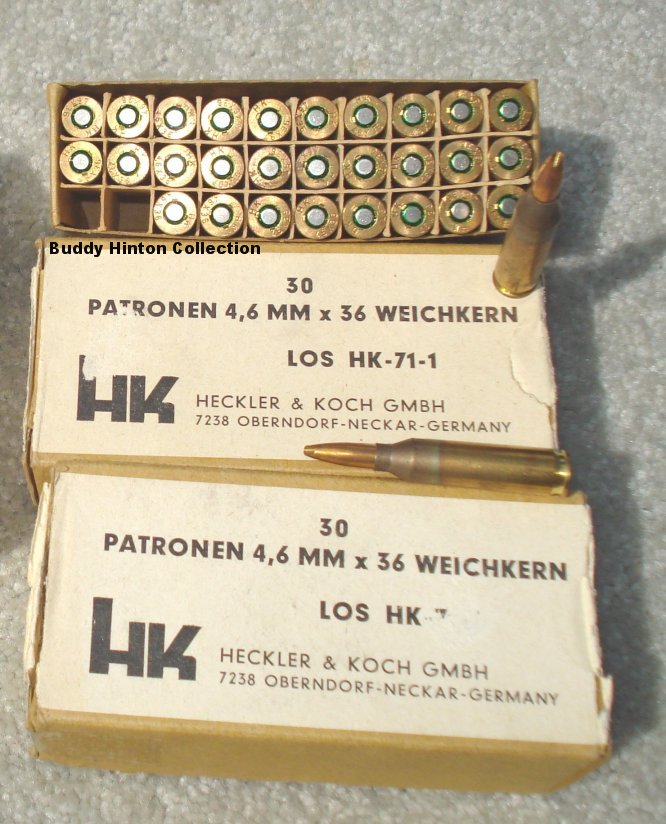 Buddy Hinton Collection
30
PATRONEN 4,6 MM x 36 WEICHKERN
LOS HK-71-1
HK
HECKLER & KOCH GMBH
7238 OBERNDORF-NECKAR-GERMANY
30
PATRONEN 4,6 MM x 36 WEICHKERN
LOS HK
HK
HECKLER & KOCH GMBH
7238 OBERNDORF-NECKAR-GERMANY